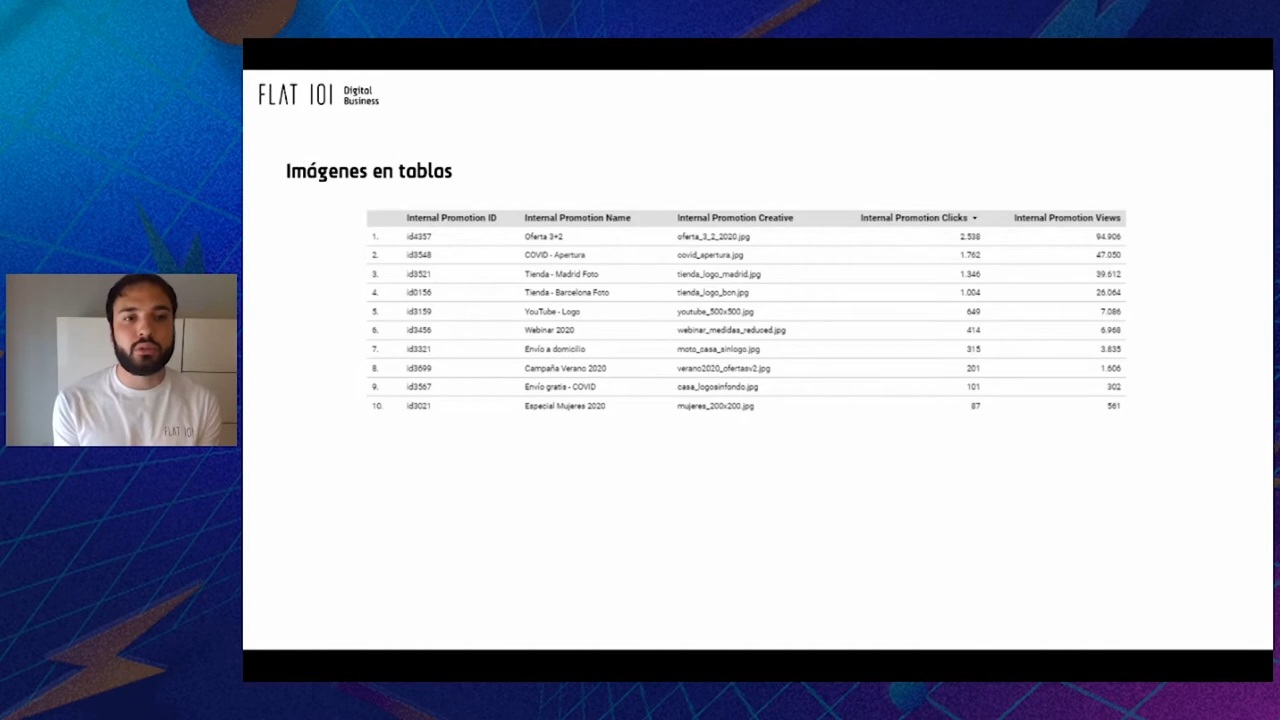 FLAT 101 Digital Business
Imágenes en tablas
Internal Promotion ID Internal Promotion Name Internal Promotion Creative Internal Promotion Clicks Internal Promotion Views
1. id4357 Oferta 3+2 oferta_3_2_2020.jpg 2.538 94.906
2. id3548 COVID - Apertura covid_apertura.jpg 1.762 47.050
3. id3521 Tienda - Madrid Foto tienda_logo_madrid.jpg 1.346 39.612
4. id0156 Tienda - Barcelona Foto tienda_logo_bcn.jpg 1.004 26.064
5. id3159 YouTube - Logo youtube_500x500.jpg 649 7.086
6. id3456 Webinar 2020 webinar_medidas_reduced.jpg 414 6.968
7. id3321 Envío a domicilio moto_casa_sinlogo.jpg 315 3.835
8. id3699 Campaña Verano 2020 verano2020_ofertasv2.jpg 201 1.606
9. id3567 Envío gratis - COVID casa_logosinfondo.jpg 101 302
10. id3021 Especial Mujeres 2020 mujeres_200x200.jpg 87 561
FLAT 101